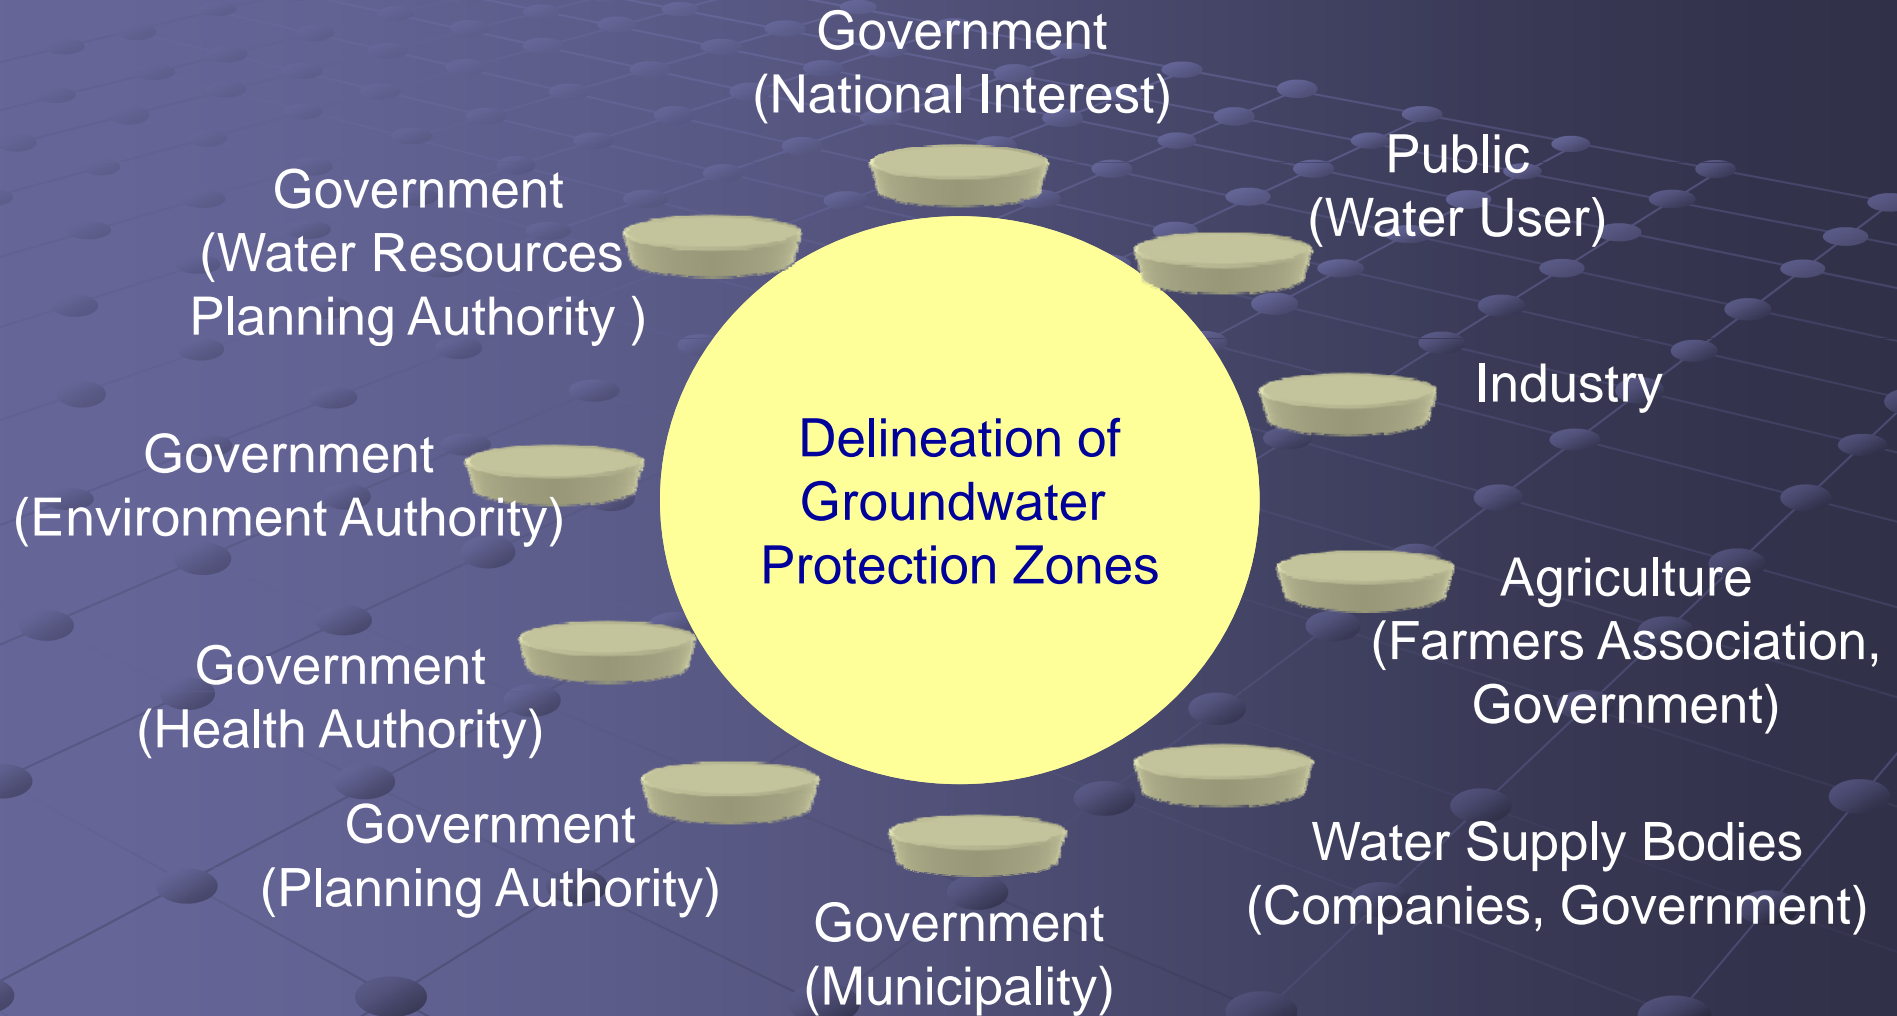 Government
(National Interest)
Public
(Water User)
Industry
Agriculture
(Farmers Association,
Government)
Water Supply Bodies
(Companies, Government)
Government
(Municipality)
Government
(Planning Authority)
Government
(Health Authority)
Government
(Environment Authority)
Government
(Water Resources
Planning Authority )
Delineation of
Groundwater
Protection Zones